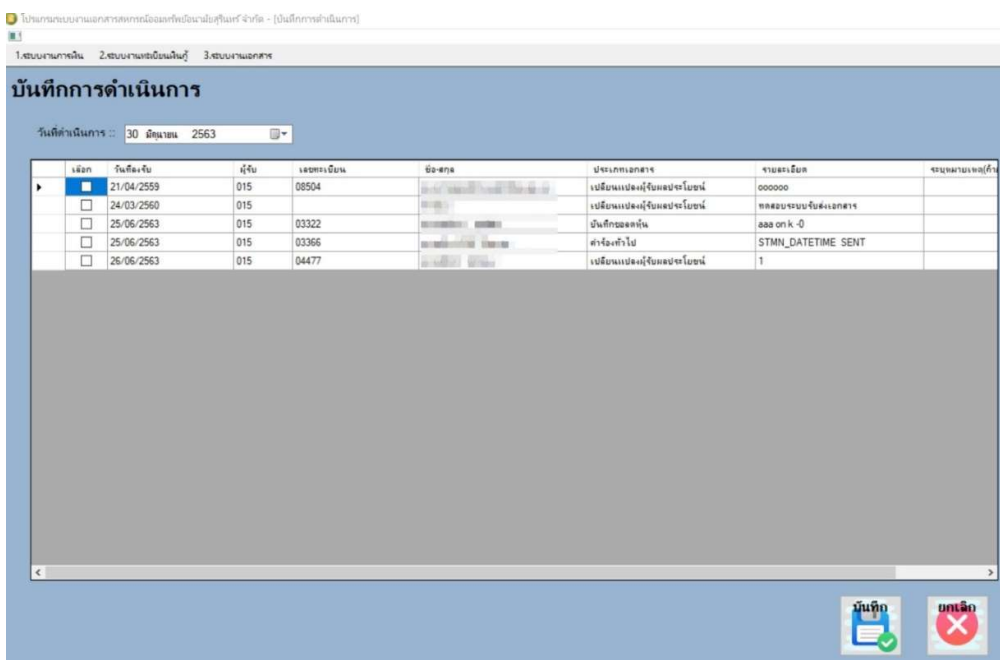 โปรแกรมระบบงานเอกสารสหกรณ์ออมทรัพย์อนามัยสุรินทร์ จำกัด - [บันทึกการดำเนินการ]
1.ระบบงานการเงิน 2.ระบบงานทะเบียนเงินกู้ 3.ระบบงานเอกสาร
บันทึกการดำเนินการ
วันที่ดำเนินการ :: 30 มิถุนายน 2563
เลือก วันที่ลงรับ ผู้รับ เลขทะเบียน ชื่อ-สกุล ประเภทเอกสาร รายละเอียด ระบุหมายเหตุ(ถ้า
21/04/2559 015 08504 เปลี่ยนแปลงผู้รับผลประโยชน์ oooooo
24/03/2560 015 เปลี่ยนแปลงผู้รับผลประโยชน์ ทดสอบระบบรับส่งเอกสาร
25/06/2563 015 03322 บันทึกขอลดหุ้น aaa on k -0
25/06/2563 015 03366 คำร้องทั่วไป STMN_DATETIME SENT
26/06/2563 015 04477 เปลี่ยนแปลงผู้รับผลประโยชน์ 1
บันทึก ยกเลิก